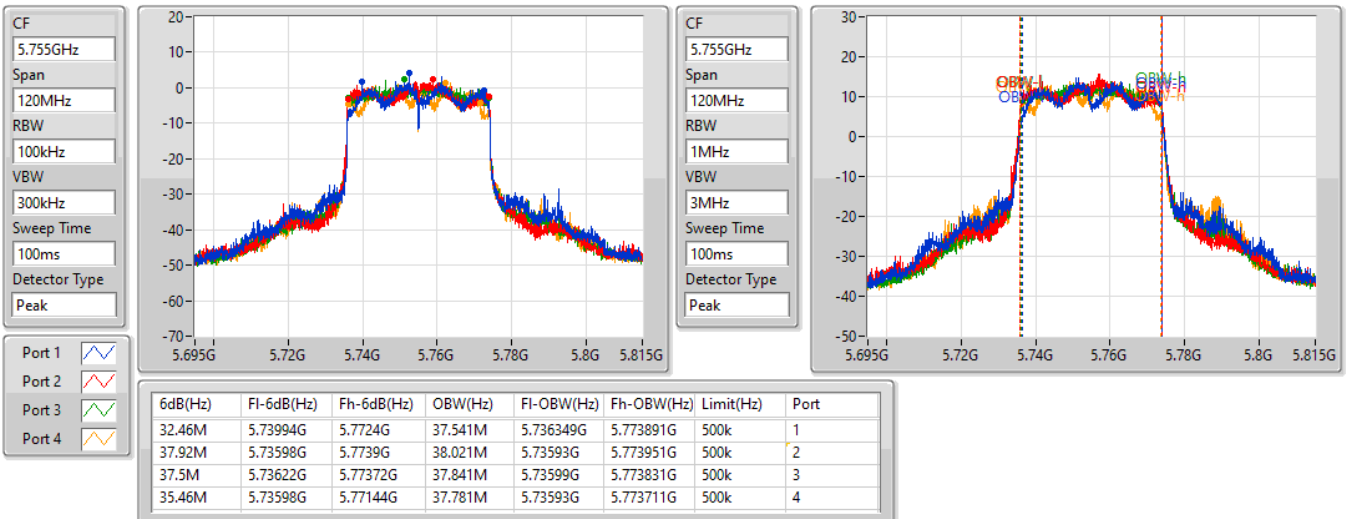 CF
5.755GHz
Span
120MHz
RBW
100kHz
VBW
300kHz
Sweep Time
100ms
Detector Type
Peak
20
10
0
-10
-20
-30
-40
-50
-60
-70
5.695G 5.72G 5.74G 5.76G 5.78G 5.8G 5.815G
CF
5.755GHz
Span
120MHz
RBW
1MHz
VBW
3MHz
Sweep Time
100ms
Detector Type
Peak
30
20
10
0
-10
-20
-30
-40
-50
OBW-l
OBW-h
OBW-h
5.695G 5.72G 5.74G 5.76G 5.78G 5.8G 5.815G
Port 1
Port 2
Port 3
Port 4
6dB(Hz) Fl-6dB(Hz) Fh-6dB(Hz) OBW(Hz) Fl-OBW(Hz) Fh-OBW(Hz) Limit(Hz) Port
32.46M 5.73994G 5.7724G 37.541M 5.736349G 5.773891G 500k 1
37.92M 5.73598G 5.7739G 38.021M 5.73593G 5.773951G 500k 2
37.5M 5.73622G 5.77372G 37.841M 5.73599G 5.773831G 500k 3
35.46M 5.73598G 5.77144G 37.781M 5.73593G 5.773711G 500k 4